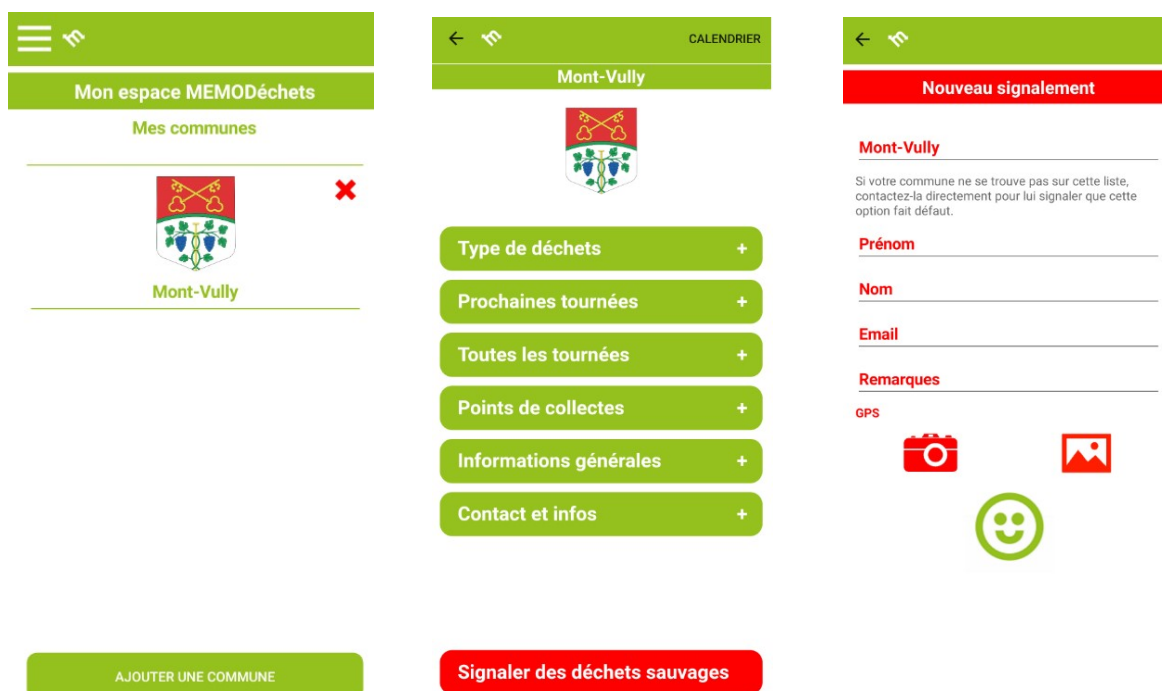 Mon espace MEMODéchets
Mes communes
Mont-Vully
AJOUTER UNE COMMUNE
CALENDRIER
Mont-Vully
Type de déchets +
Prochaines tournées +
Toutes les tournées +
Points de collectes +
Informations générales +
Contact et infos +
Signaler des déchets sauvages
Nouveau signalement
Mont-Vully
Si votre commune ne se trouve pas sur cette liste,
contactez-la directement pour lui signaler que cette
option fait défaut.
Prénom
Nom
Email
Remarques
GPS